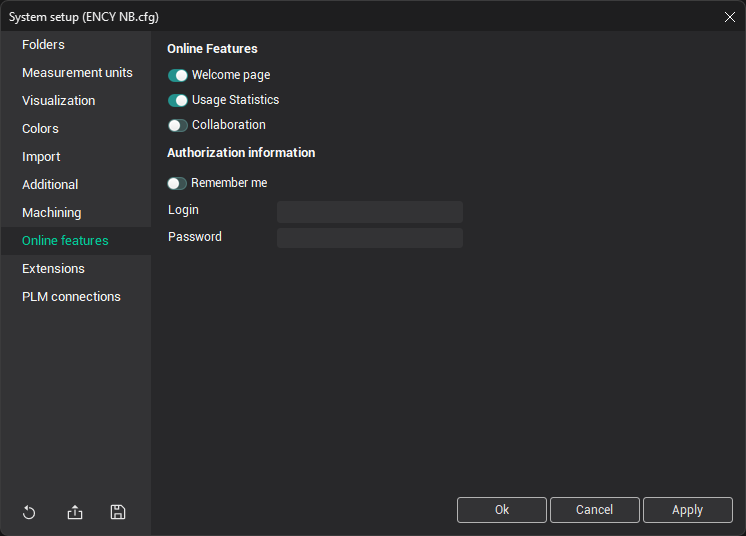 System setup (ENCY NB.cfg)
Folders
Measurement units
Visualization
Colors
Import
Additional
Machining
Online features
Extensions
PLM connections
Online Features
Welcome page
Usage Statistics
Collaboration
Authorization information
Remember me
Login
Password
Ok Cancel Apply